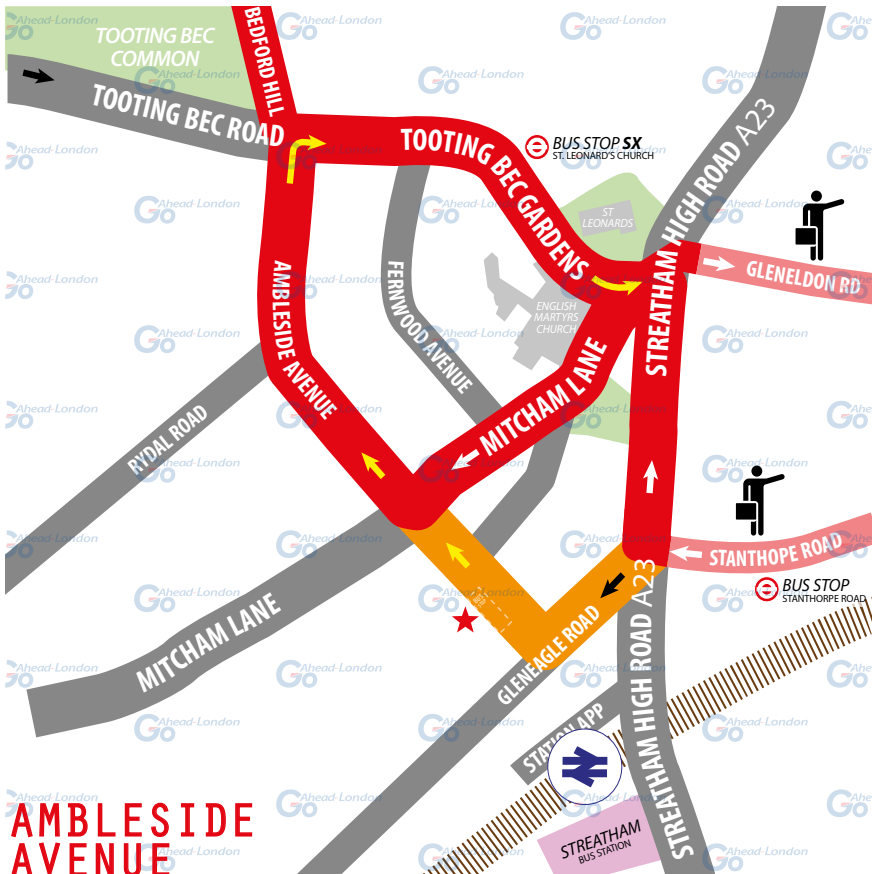 BEDFORD HILL
TOOTING BEC
COMMON
TOOTING BEC ROAD
TOOTING BEC GARDENS
BUS STOP SX
ST. LEONARD'S CHURCH
STREATHAM HIGH ROAD A23
ST
LEONARDS
GLENELDON RD
AMBLESIDE AVENUE
FERNWOOD AVENUE
ENGLISH
MARTYRS
CHURCH
MITCHAM LANE
RYDAL ROAD
STANTHOPE ROAD
BUS STOP
STANTHORPE ROAD
MITCHAM LANE
GLENEAGLE ROAD
STREATHAM HIGH ROAD A23
STATION APP
STREATHAM
BUS STATION
AMBLESIDE
AVENUE
Go Ahead-London